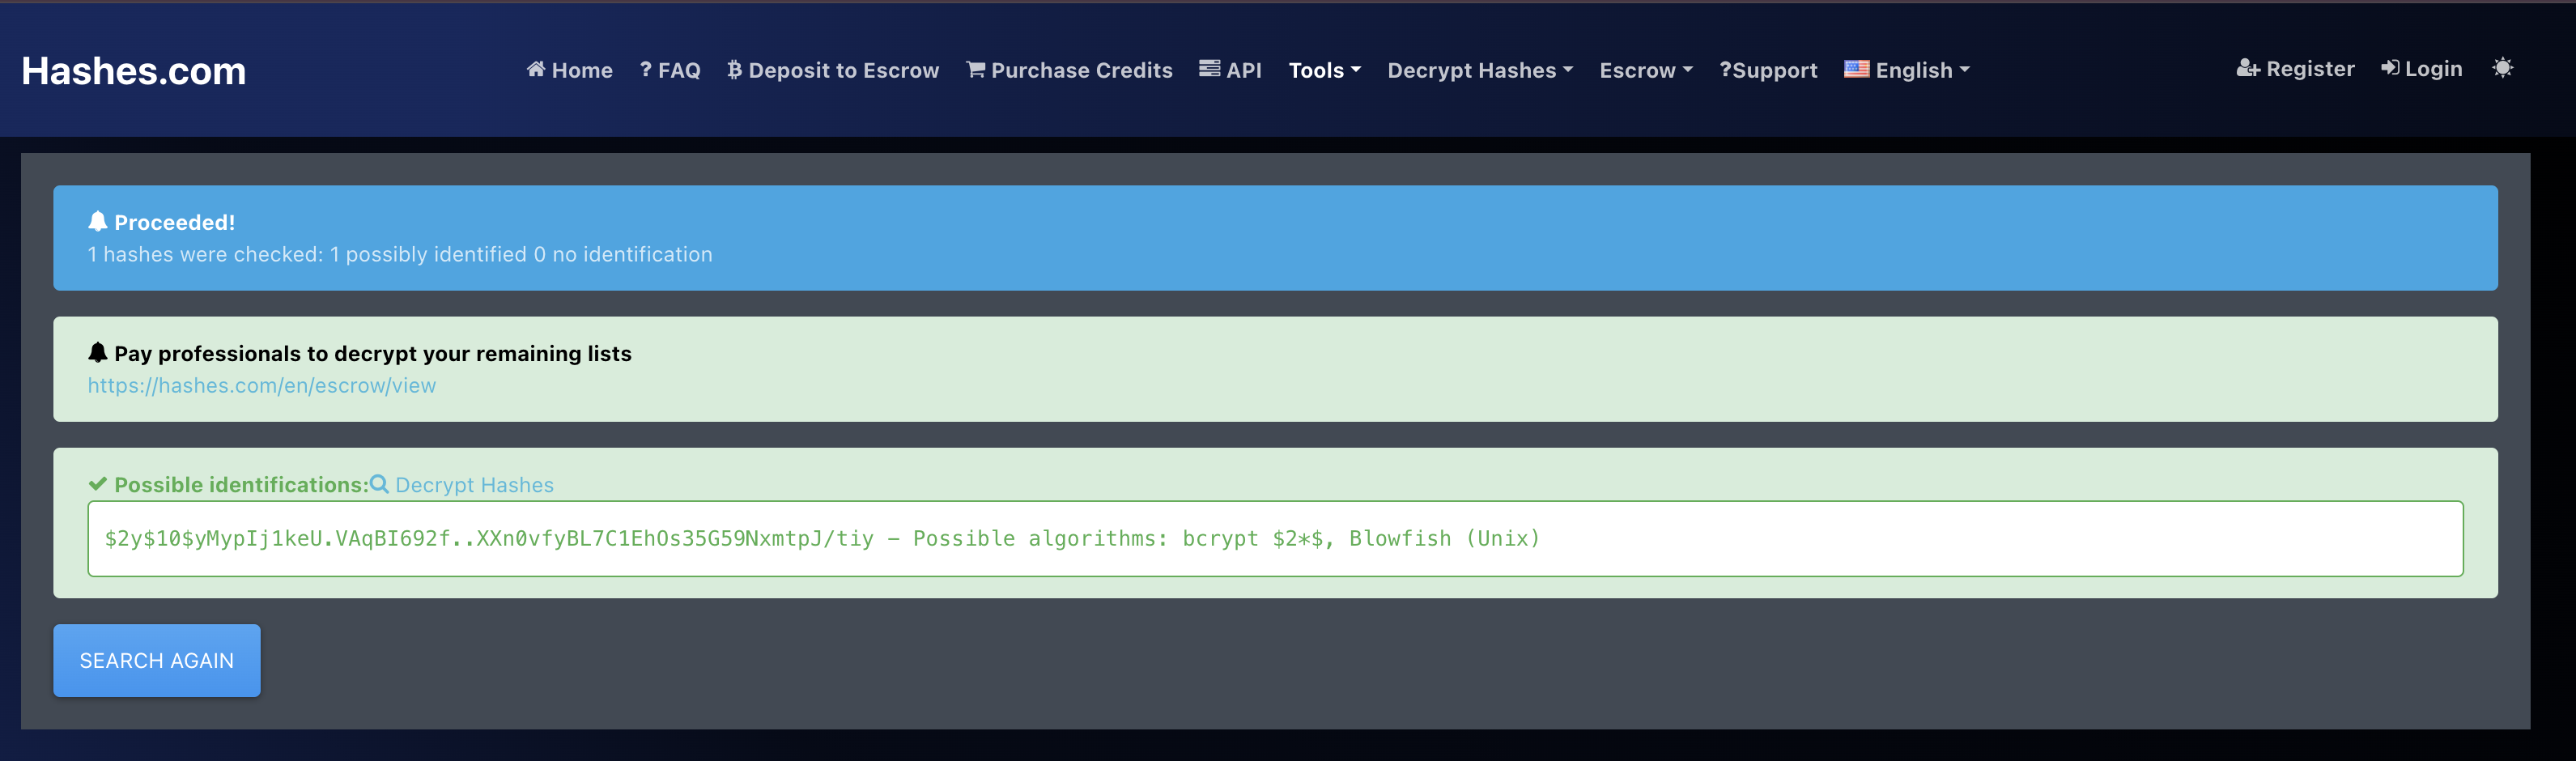 Hashes.com
Home ? FAQ Deposit to Escrow Purchase Credits API Tools Decrypt Hashes Escrow ?Support English Register Login
Proceeded!
1 hashes were checked: 1 possibly identified 0 no identification
Pay professionals to decrypt your remaining lists
https://hashes.com/en/escrow/view
Possible identifications: Decrypt Hashes
$2y$10$yMypIj1keU.VAqBI692f..XXn0vfyBL7C1EhOs35G59NxmtpJ/tiy – Possible algorithms: bcrypt $2*$, Blowfish (Unix)
SEARCH AGAIN